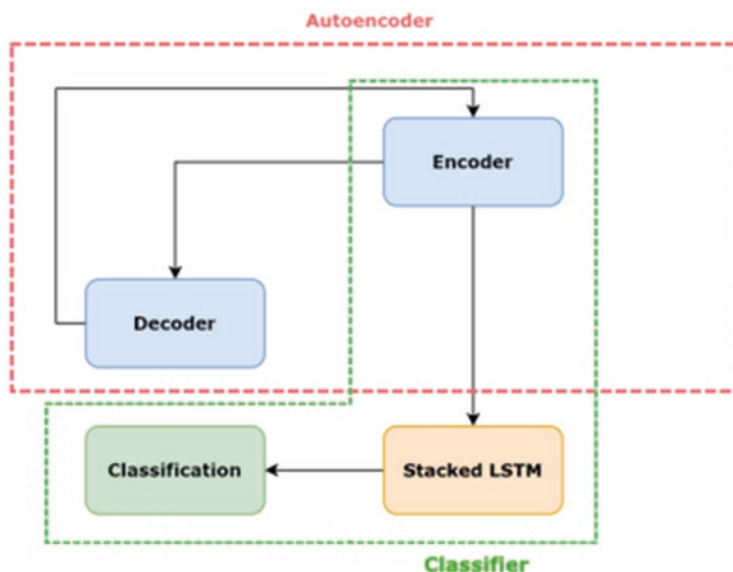 Autoencoder
Encoder
Decoder
Classification
Stacked LSTM
Classifier